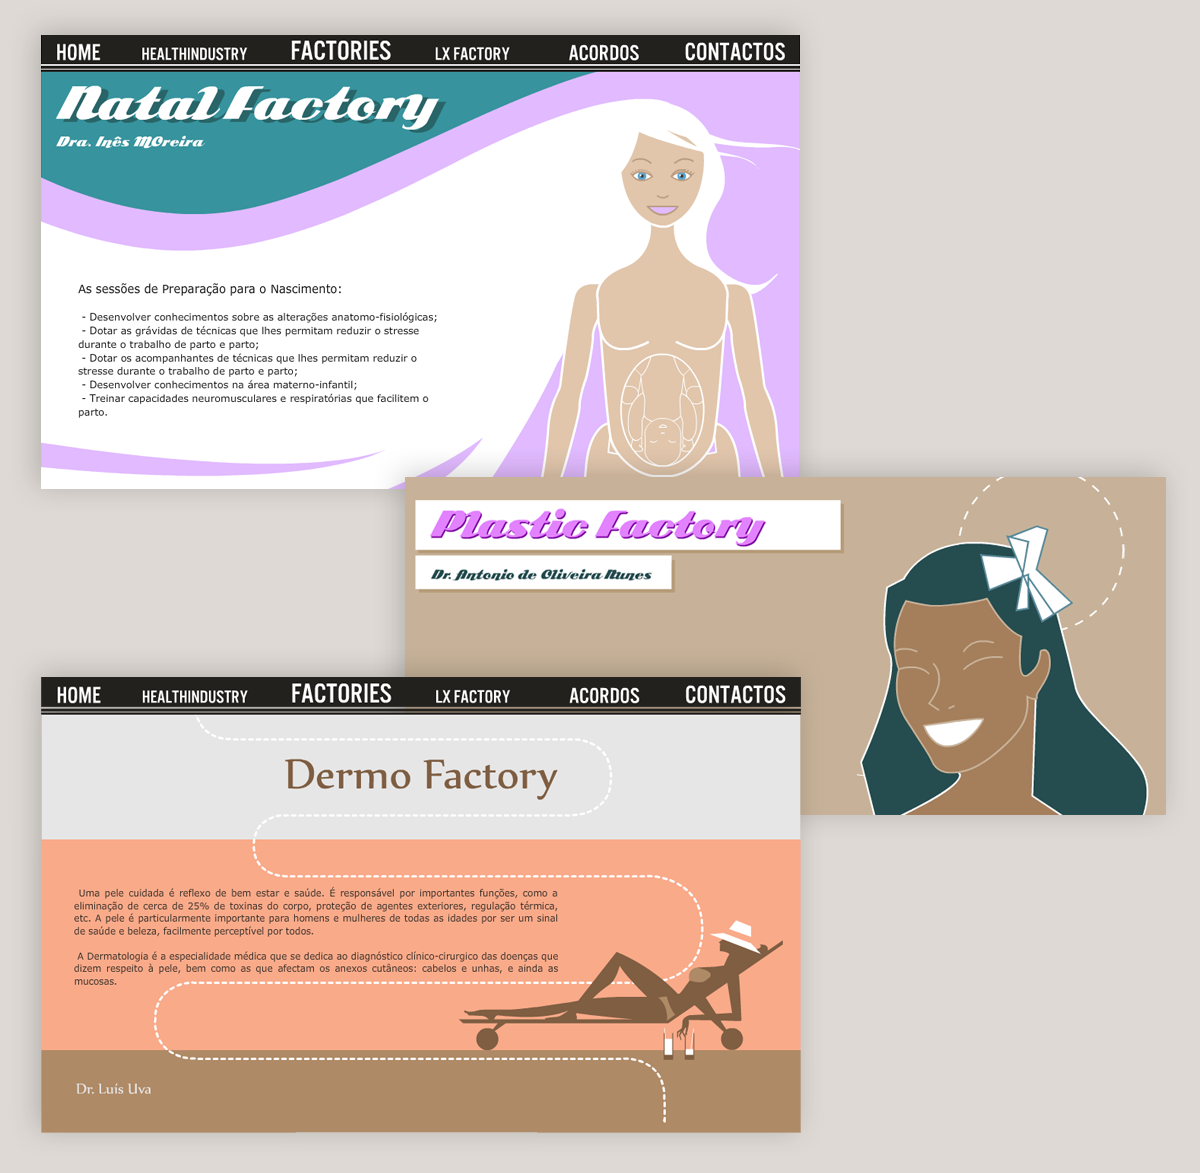 HOME HEALTHINDUSTRY FACTORIES LX FACTORY ACORDOS CONTACTOS
Natal Factory
Dra. Inês MOreira
As sessões de Preparação para o Nascimento:
- Desenvolver conhecimentos sobre as alterações anatomo-fisiológicas;
- Dotar as grávidas de técnicas que lhes permitam reduzir o stresse
durante o trabalho de parto e parto;
- Dotar os acompanhantes de técnicas que lhes permitam reduzir o
stresse durante o trabalho de parto e parto;
- Desenvolver conhecimentos na área materno-infantil;
- Treinar capacidades neuromusculares e respiratórias que facilitem o
parto.
Plastic Factory
Dr. Antonio de Oliveira Nunes
HOME HEALTHINDUSTRY FACTORIES LX FACTORY ACORDOS CONTACTOS
Dermo Factory
Uma pele cuidada é reflexo de bem estar e saúde. É responsável por importantes funções, como a
eliminação de cerca de 25% de toxinas do corpo, proteção de agentes exteriores, regulação térmica,
etc. A pele é particularmente importante para homens e mulheres de todas as idades por ser um sinal
de saúde e beleza, facilmente perceptível por todos.
A Dermatologia é a especialidade médica que se dedica ao diagnóstico clínico-cirurgico das doenças que
dizem respeito à pele, bem como as que afectam os anexos cutâneos: cabelos e unhas, e ainda as
mucosas.
Dr. Luís Uva